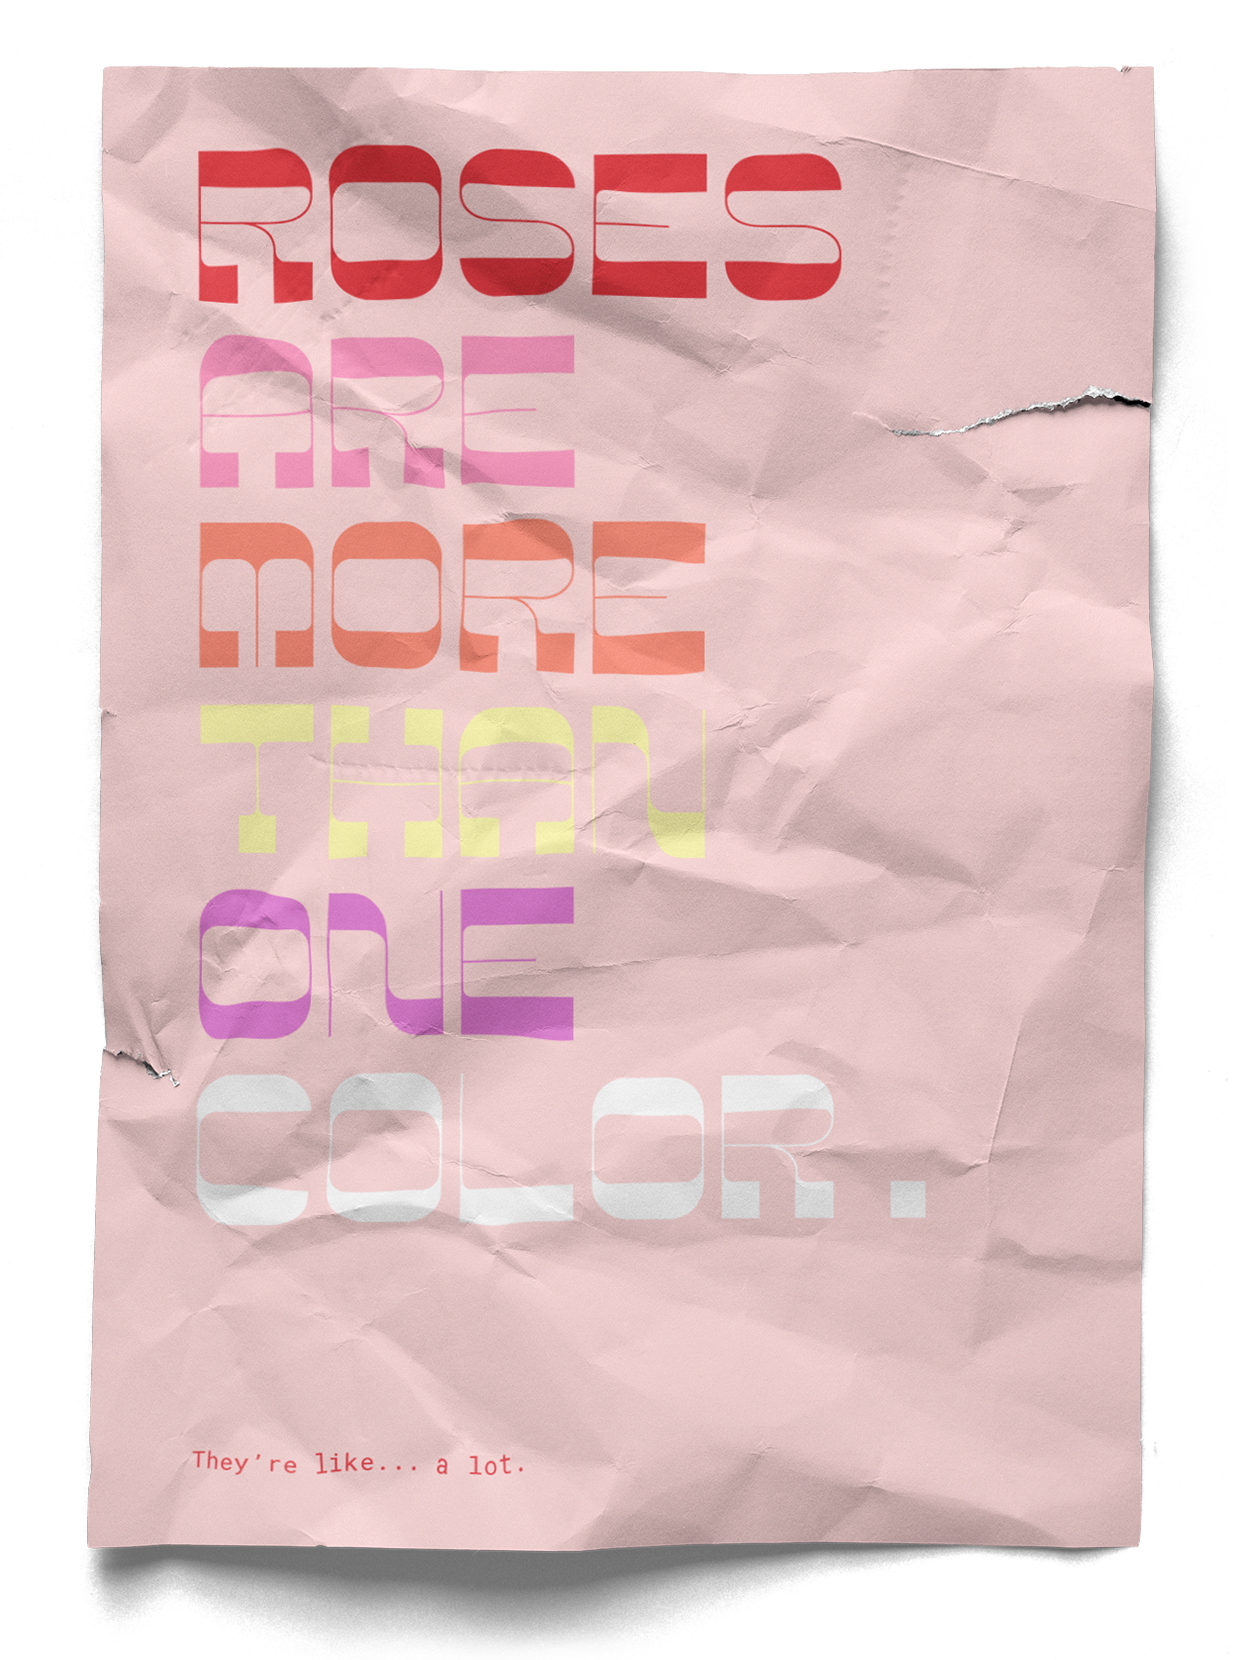 ROSES
ARE
MORE
THAN
ONE
COLOR.
They're like... a lot.